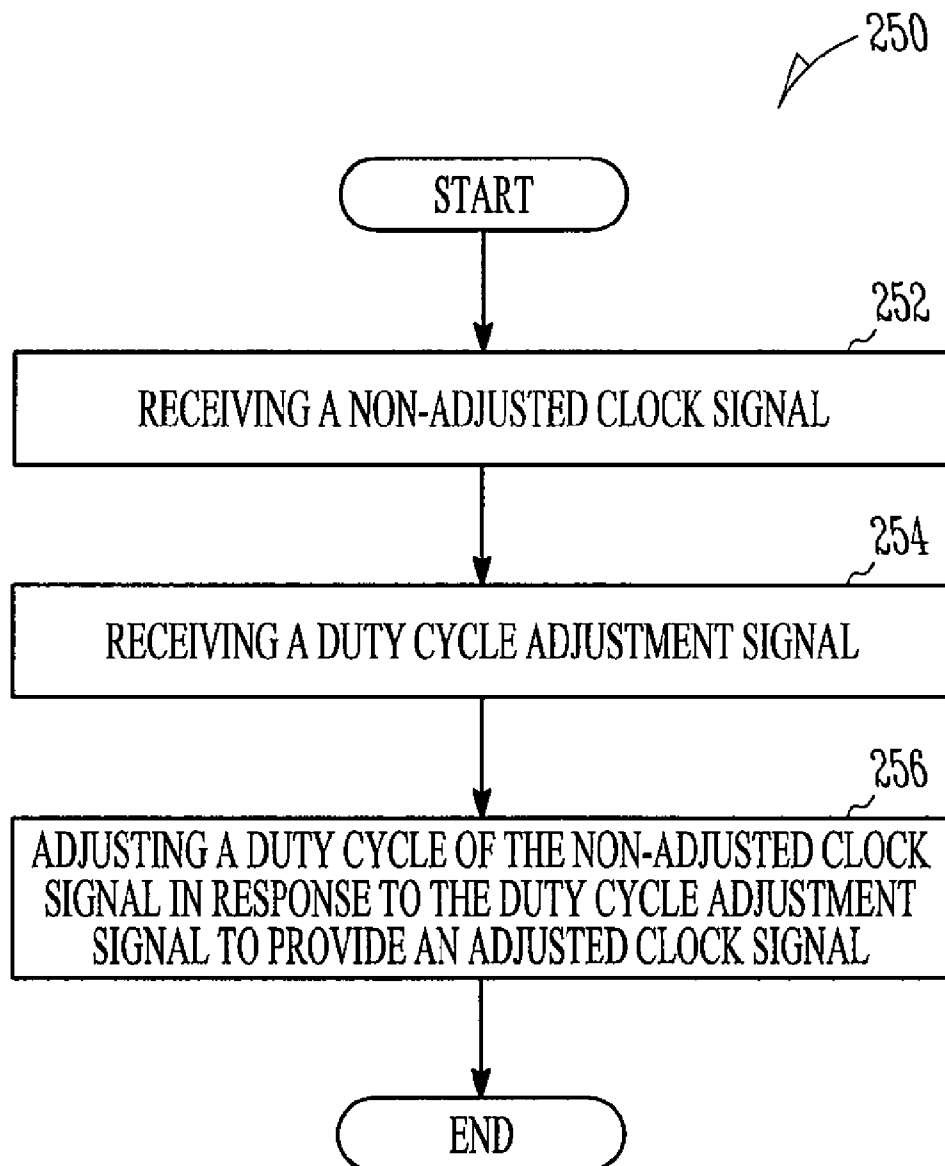 250
START
252
RECEIVING A NON-ADJUSTED CLOCK SIGNAL
254
RECEIVING A DUTY CYCLE ADJUSTMENT SIGNAL
256
ADJUSTING A DUTY CYCLE OF THE NON-ADJUSTED CLOCK
SIGNAL IN RESPONSE TO THE DUTY CYCLE ADJUSTMENT
SIGNAL TO PROVIDE AN ADJUSTED CLOCK SIGNAL
END